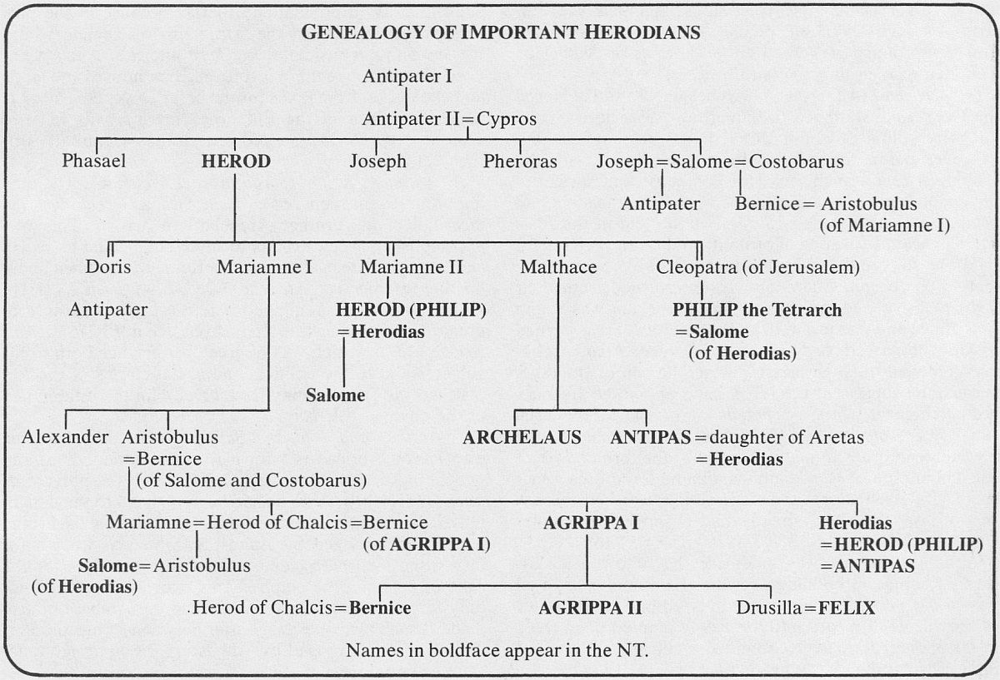 GENEALOGY OF IMPORTANT HERODIANS
Antipater I
Antipater II=Cypros
Phasael HEROD Joseph Pheroras Joseph=Salome=Costobarus
Antipater Bernice= Aristobulus
(of Mariamne I)
Doris Mariamne I Mariamne II Malthace Cleopatra (of Jerusalem)
Antipater HEROD (PHILIP) PHILIP the Tetrarch
=Herodias =Salome
(of Herodias)
Salome
Alexander Aristobulus ARCHELAUS ANTIPAS=daughter of Aretas
=Bernice =Herodias
(of Salome and Costobarus)
Mariamne=Herod of Chalcis=Bernice AGRIPPA I Herodias
(of AGRIPPA I) =HEROD (PHILIP)
Salome=Aristobulus =ANTIPAS
(of Herodias)
Herod of Chalcis=Bernice AGRIPPA II Drusilla=FELIX
Names in boldface appear in the NT.